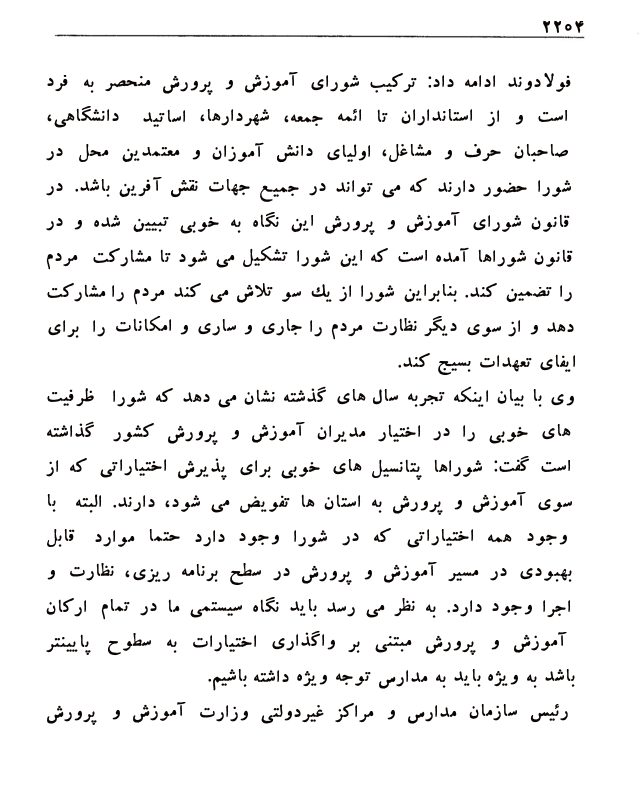 ۲۲۵۴
فولادوند ادامه داد: ترکیب شورای آموزش و پرورش منحصر به فرد
است و از استانداران تا ائمه جمعه، شهردارها، اساتید دانشگاهی،
صاحبان حرف و مشاغل، اولیای دانش آموزان و معتمدین محل در
شورا حضور دارند که می تواند در جمیع جهات نقش آفرین باشد. در
قانون شورای آموزش و پرورش این نگاه به خوبی تبیین شده و در
قانون شوراها آمده است که این شورا تشکیل می شود تا مشارکت مردم
را تضمین کند. بنابراین شورا از یك سو تلاش می کند مردم را مشارکت
دهد و از سوی دیگر نظارت مردم را جاری و ساری و امکانات را برای
ایفای تعهدات بسیج کند.
وی با بیان اینکه تجربه سال های گذشته نشان می دهد که شورا ظرفیت
های خوبی را در اختیار مدیران آموزش و پرورش کشور گذاشته
است گفت: شوراها پتانسیل های خوبی برای پذیرش اختیاراتی که از
سوی آموزش و پرورش به استان ها تفویض می شود، دارند. البته با
وجود همه اختیاراتی که در شورا وجود دارد حتما موارد قابل
بهبودی در مسیر آموزش و پرورش در سطح برنامه ریزی، نظارت و
اجرا وجود دارد. به نظر می رسد باید نگاه سیستمی ما در تمام ارکان
آموزش و پرورش مبتنی بر واگذاری اختیارات به سطوح پایینتر
باشد به ویژه باید به مدارس توجه ویژه داشته باشیم.
رئیس سازمان مدارس و مراکز غیردولتی وزارت آموزش و پرورش